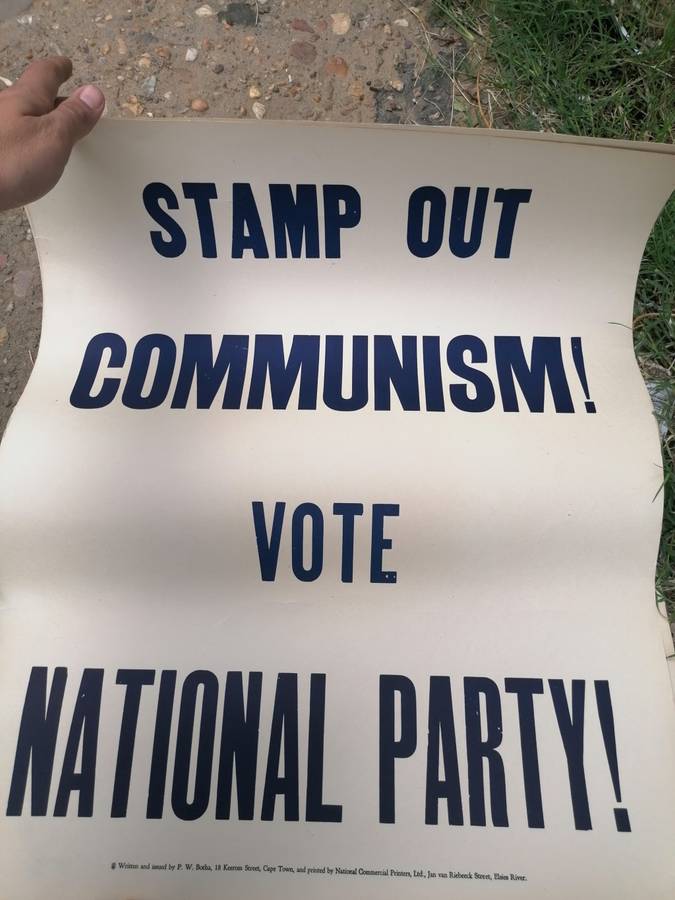 STAMP OUT
COMMUNISM!
VOTE
NATIONAL PARTY!
@ Written and issued by P. W. Botha, 18 Keerom Street, Cape Town, and printed by National Commercial Printers, Ltd., Jan van Riebeeck Street, Elsies River.